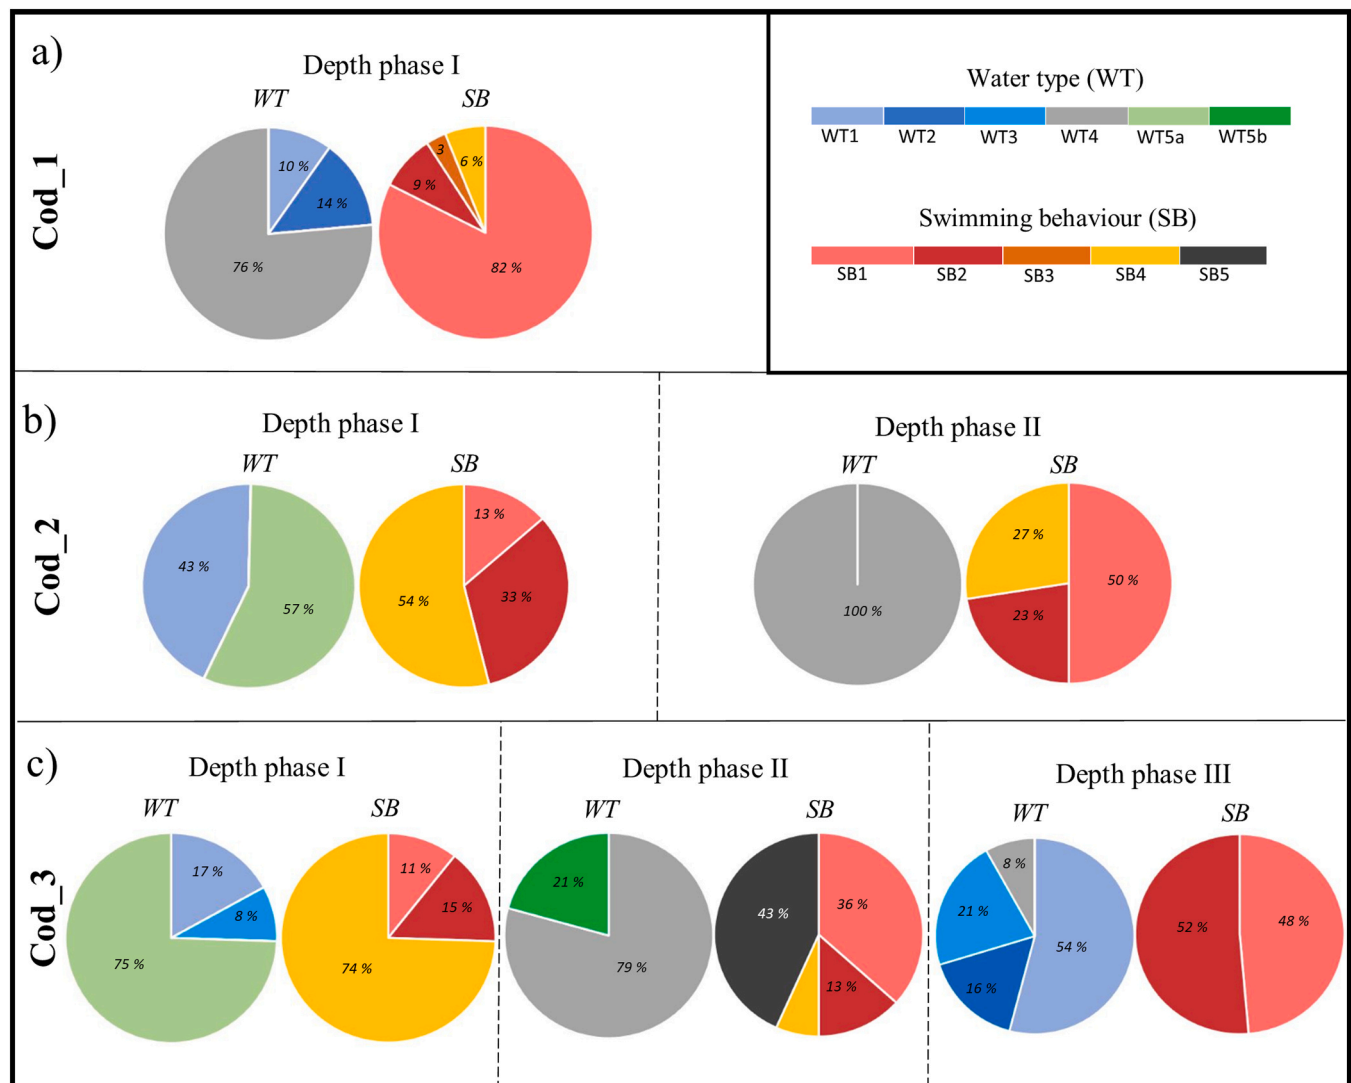 a)
Depth phase I
WT
SB
Cod_1
10 %
14 %
76 %
9 %
3
6 %
82 %
Water type (WT)
WT1 WT2 WT3 WT4 WT5a WT5b
Swimming behaviour (SB)
SB1 SB2 SB3 SB4 SB5
b)
Depth phase I
WT
SB
Cod_2
43 %
57 %
13 %
54 %
33 %
Depth phase II
WT
SB
100 %
27 %
50 %
23 %
c)
Depth phase I
WT
SB
Cod_3
17 %
8 %
75 %
11 %
15 %
74 %
Depth phase II
WT
SB
21 %
79 %
43 %
36 %
13 %
Depth phase III
WT
SB
8 %
21 %
54 %
16 %
52 %
48 %